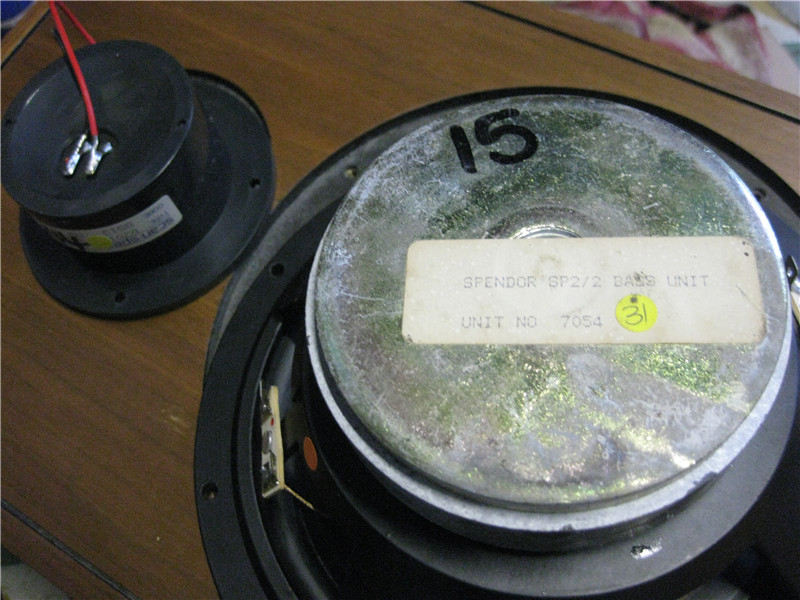 15
SPENDOR SP2/2 BASS UNIT
UNIT NO 7054
31